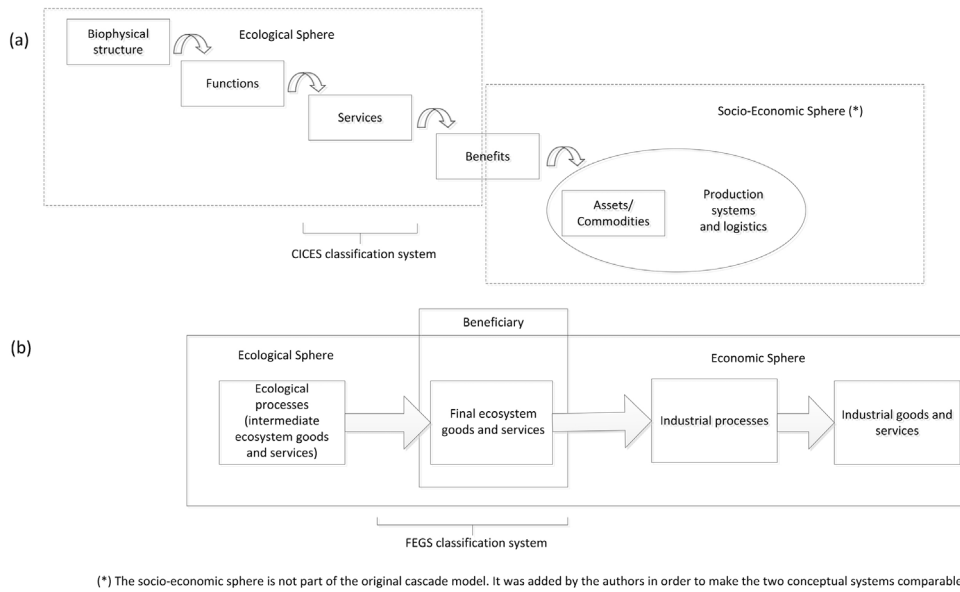 (a)
Biophysical
structure
Ecological Sphere
Functions
Services
Benefits
Socio-Economic Sphere (*)
Assets/
Commodities
Production
systems
and logistics
CICES classification system
(b)
Beneficiary
Ecological Sphere
Economic Sphere
Ecological
processes
(intermediate
ecosystem goods
and services)
Final ecosystem
goods and services
Industrial processes
Industrial goods and
services
FEGS classification system
(*) The socio-economic sphere is not part of the original cascade model. It was added by the authors in order to make the two conceptual systems comparable